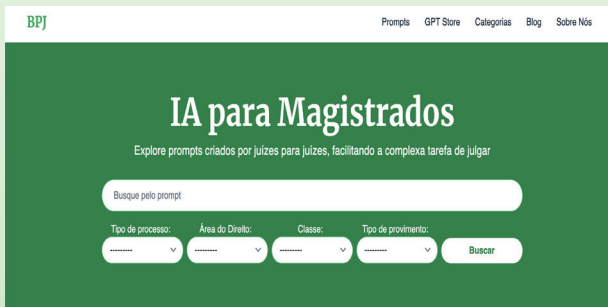 BPJ
Prompts GPT Store Categorias Blog Sobre Nós
IA para Magistrados
Explore prompts criados por juízes para juízes, facilitando a complexa tarefa de julgar
Busque pelo prompt
Tipo de processo: Área do Direito: Classe: Tipo de provimento:
--------- --------- --------- --------- Buscar